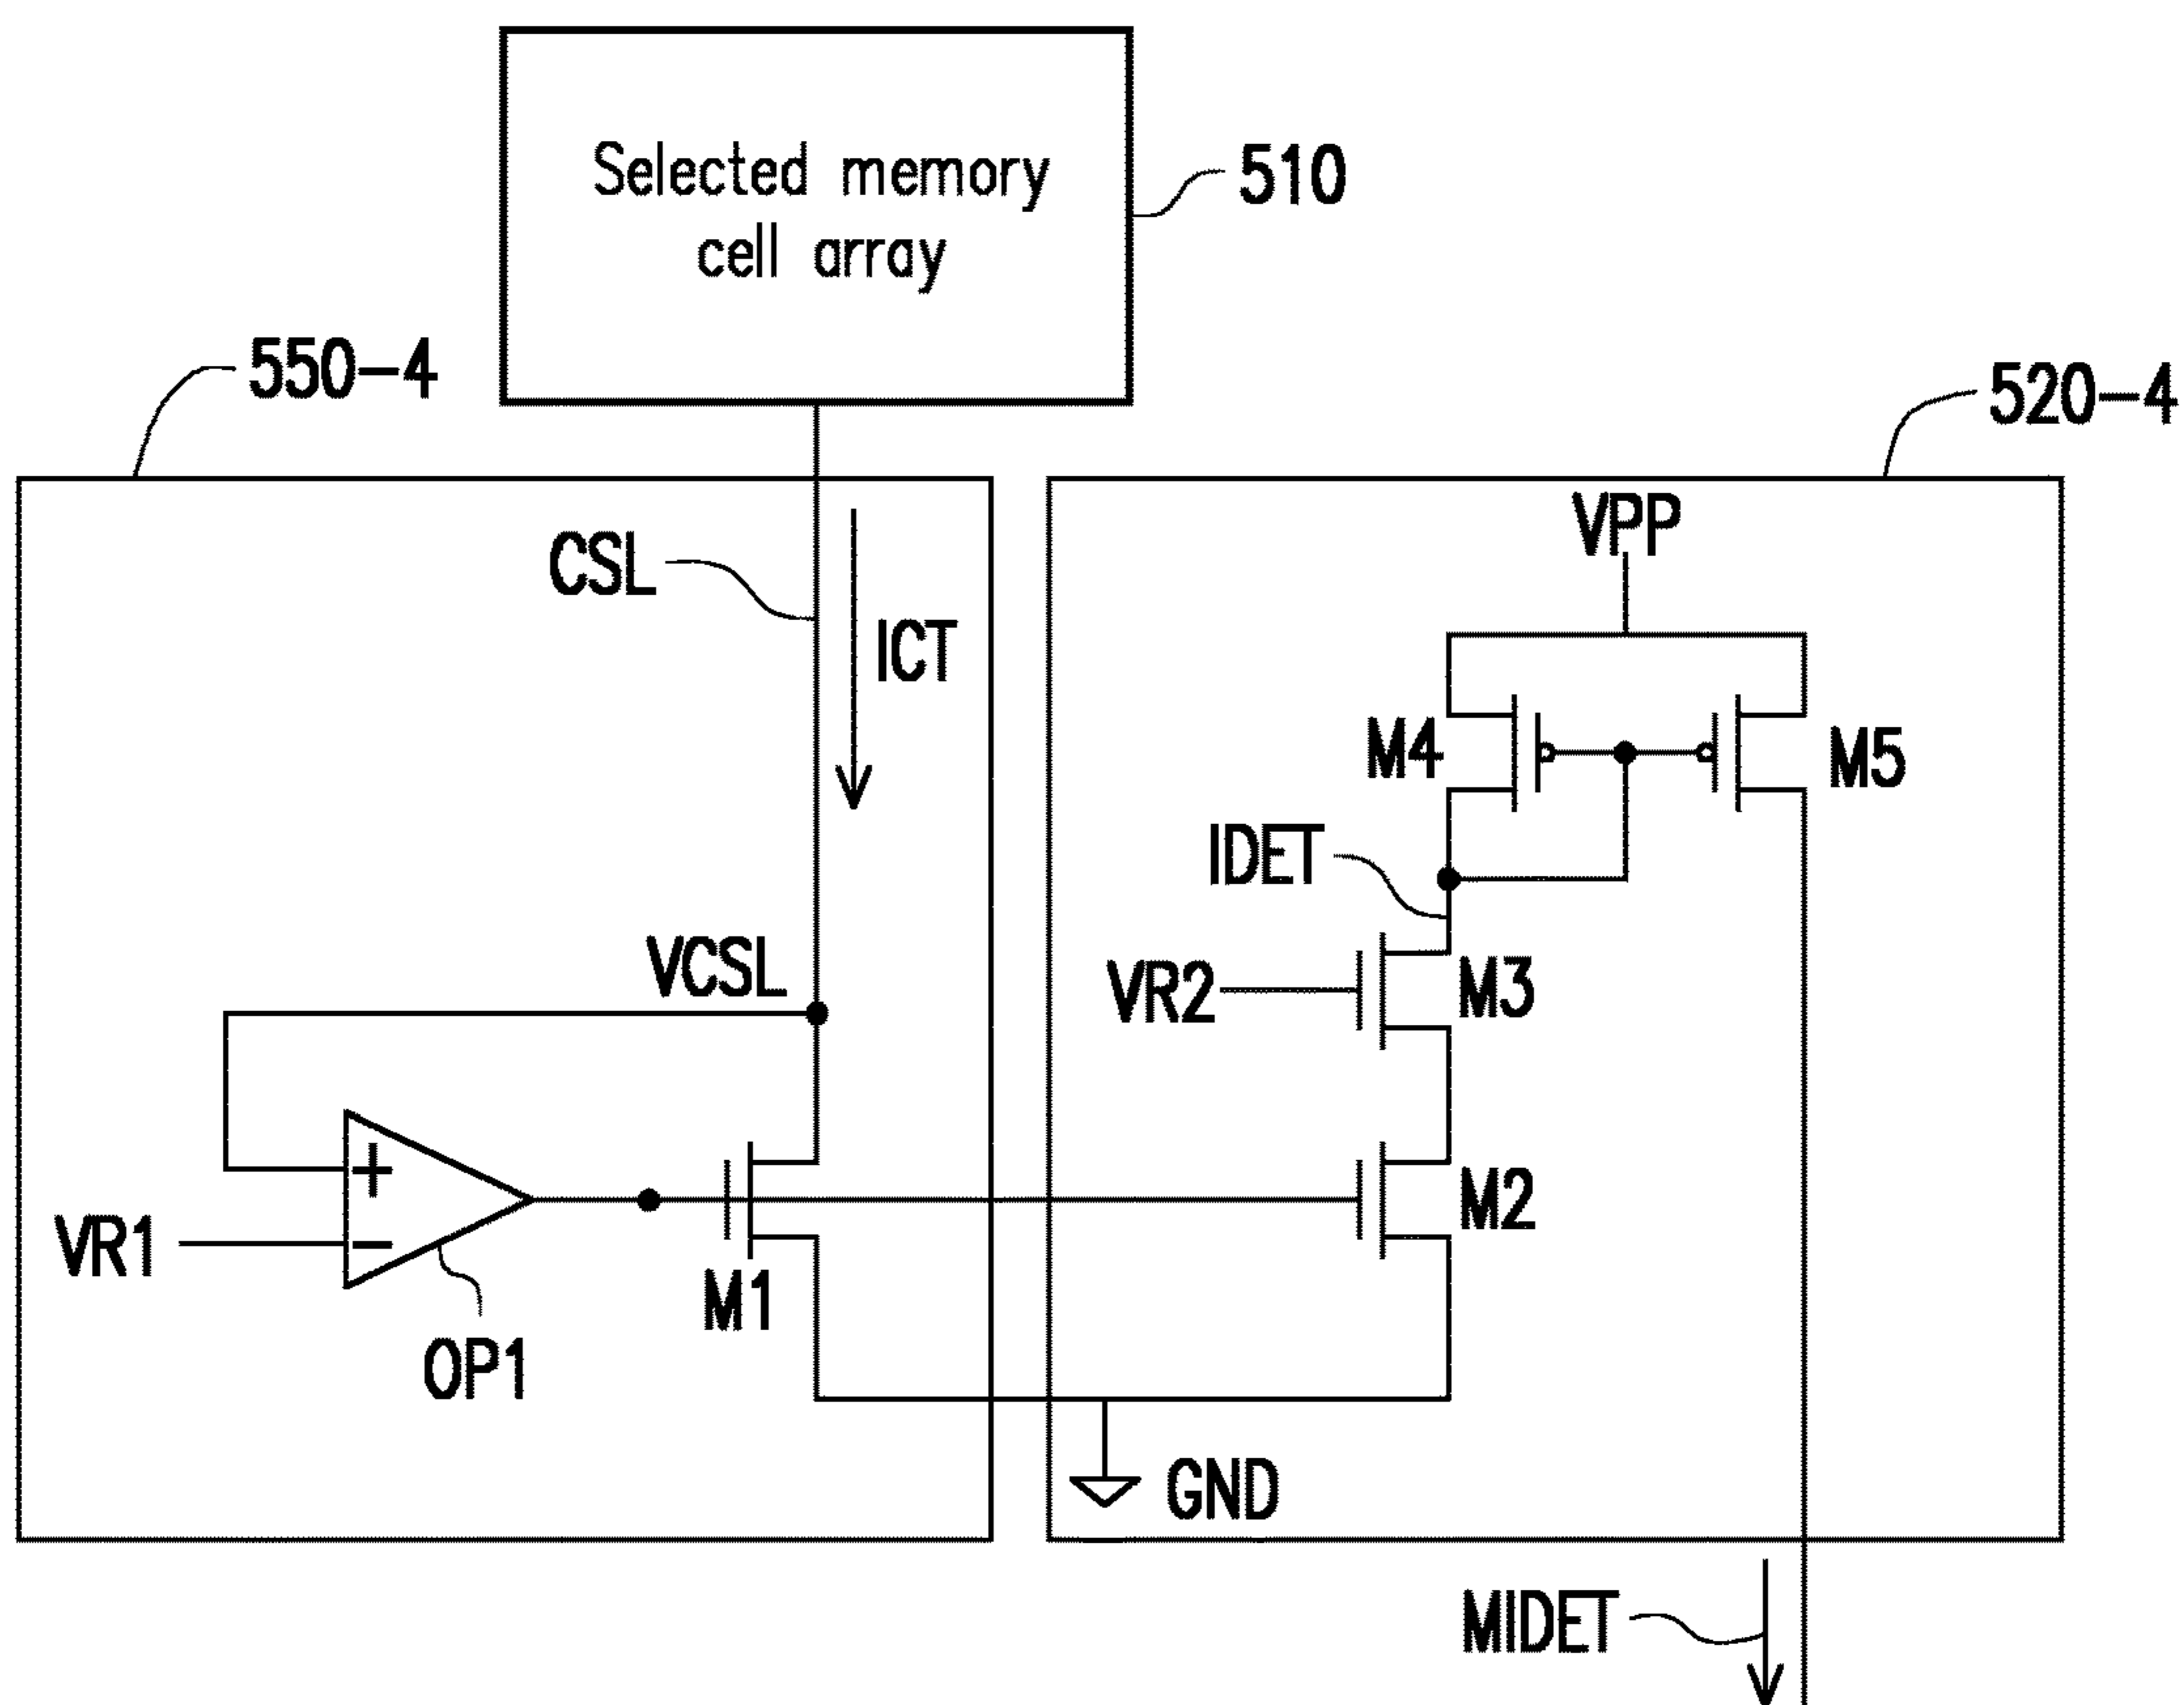 Selected memory
cell array
510
550-4
520-4
VPP
CSL
ICT
M4
M5
IDET
VCSL
VR2
M3
+
M2
VR1
−
M1
OP1
GND
MIDET